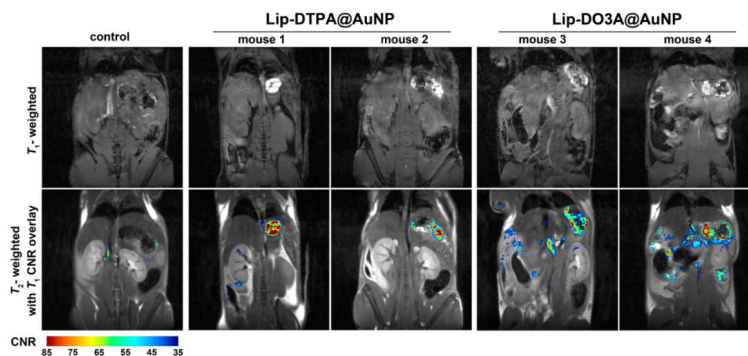 Lip-DTPA@AuNP Lip-DO3A@AuNP
control mouse 1 mouse 2 mouse 3 mouse 4
T₁- weighted
T₂- weighted
with T₁ CNR overlay
CNR
85 75 65 55 45 35